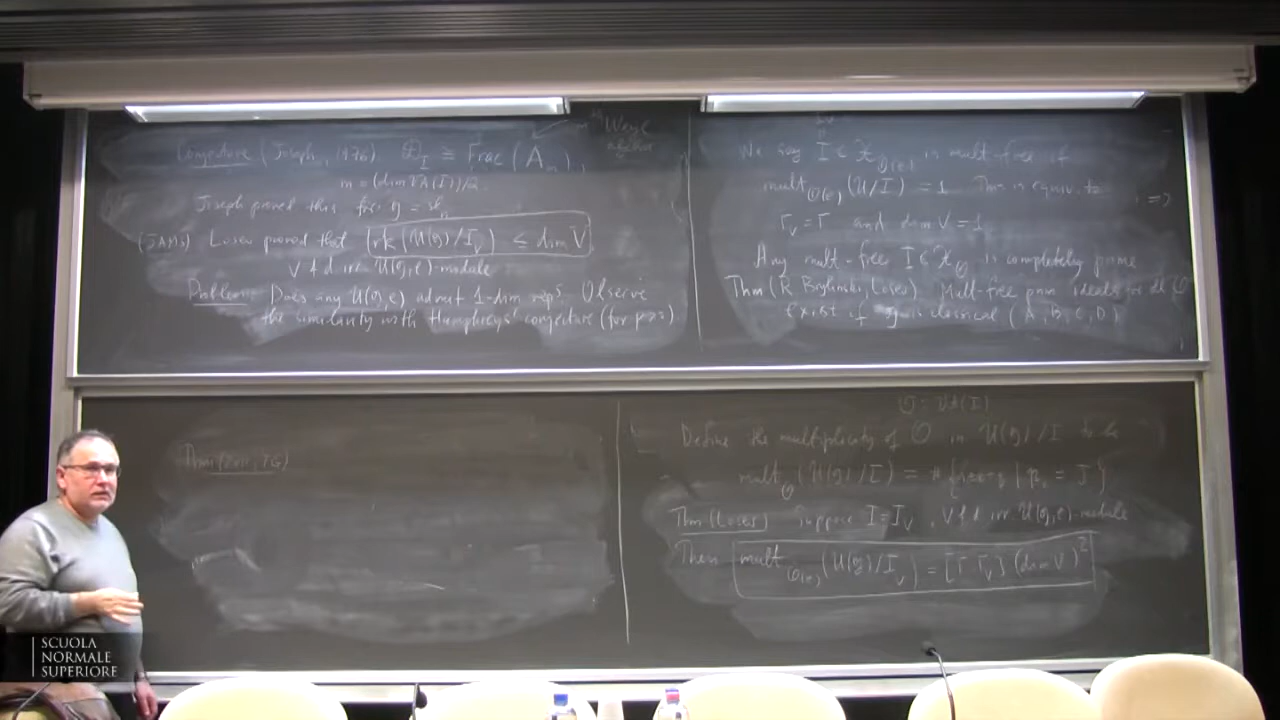 Conjecture (Joseph, 1976) D_I ≅ Frac (A_m),
Weyl
algebra
m = (dim VA(I))/2.
Joseph proved this for g = sl_n
(JAMS) Losev proved that rk (U(g)/I_V) ≤ dim V,
V f d irr U(g,e)-module
Problem: Does any U(g,e) admit 1-dim reps. Observe
the similarity with Humphreys' conjecture (for p>>)
We say I ∈ X_O(e) is mult-free if
mult_O(e) (U/I) = 1 This is equiv. to
Γ_V = Γ and dim V = 1
=>
Any mult-free I ∈ X_O is completely prime
Thm (R. Brylinski, Losev) Mult-free prim ideals for all O
exist if g is classical (A, B, C, D)
Thm
O = VA(I)
Define the multiplicity of O in U(g)/I to be
mult_O (U(g)/I) =
Thm (Losev) Suppose I = I_V, V f d irr U(g,e)-module
Then mult_O(e) (U(g)/I_V) = [Γ : Γ_V] (dim V)^2
SCUOLA
NORMALE
SUPERIORE